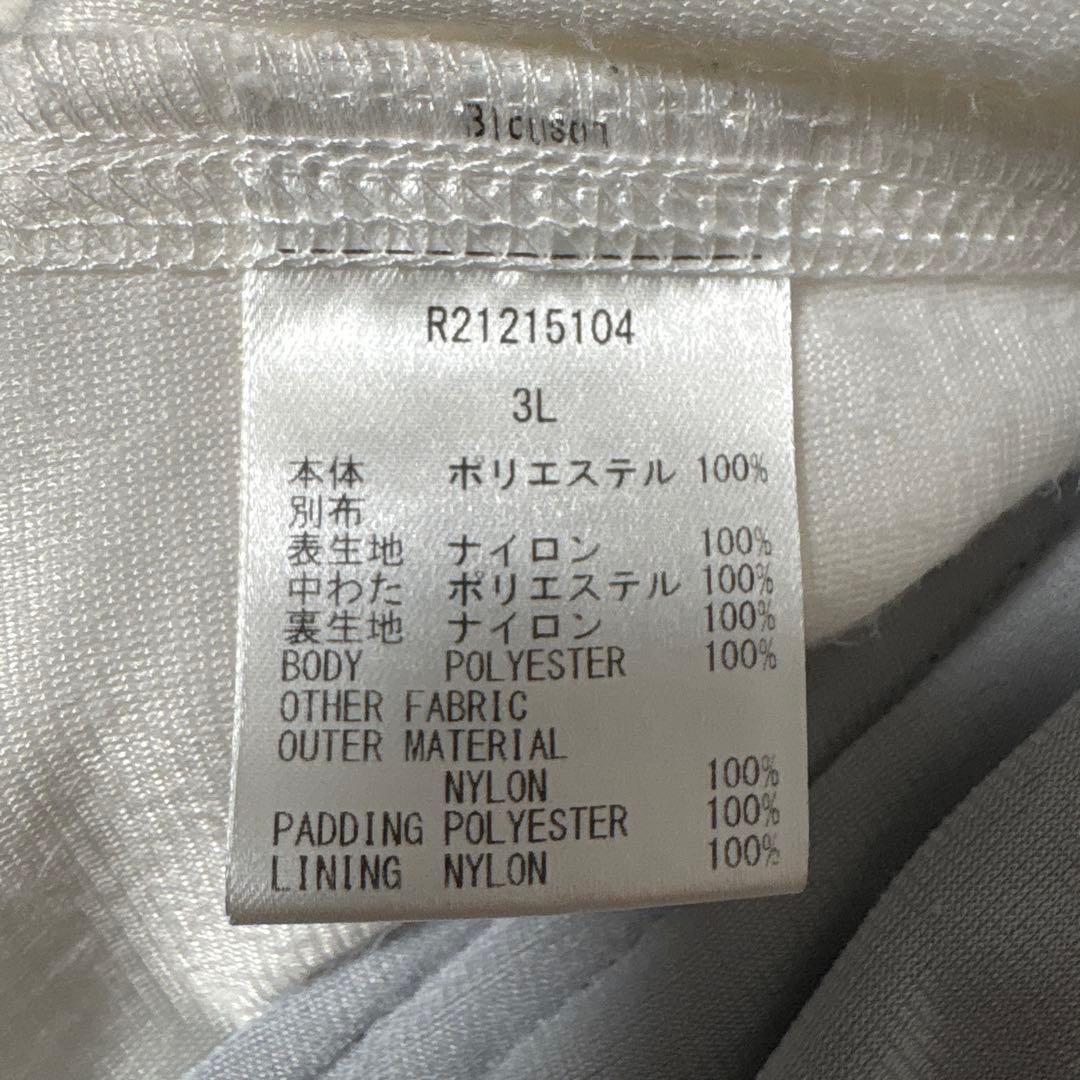 Blouson
R21215104
3L
本体 ポリエステル 100%
別布
表生地 ナイロン 100%
中わた ポリエステル 100%
裏生地 ナイロン 100%
BODY POLYESTER 100%
OTHER FABRIC
OUTER MATERIAL
NYLON 100%
PADDING POLYESTER 100%
LINING NYLON 100%